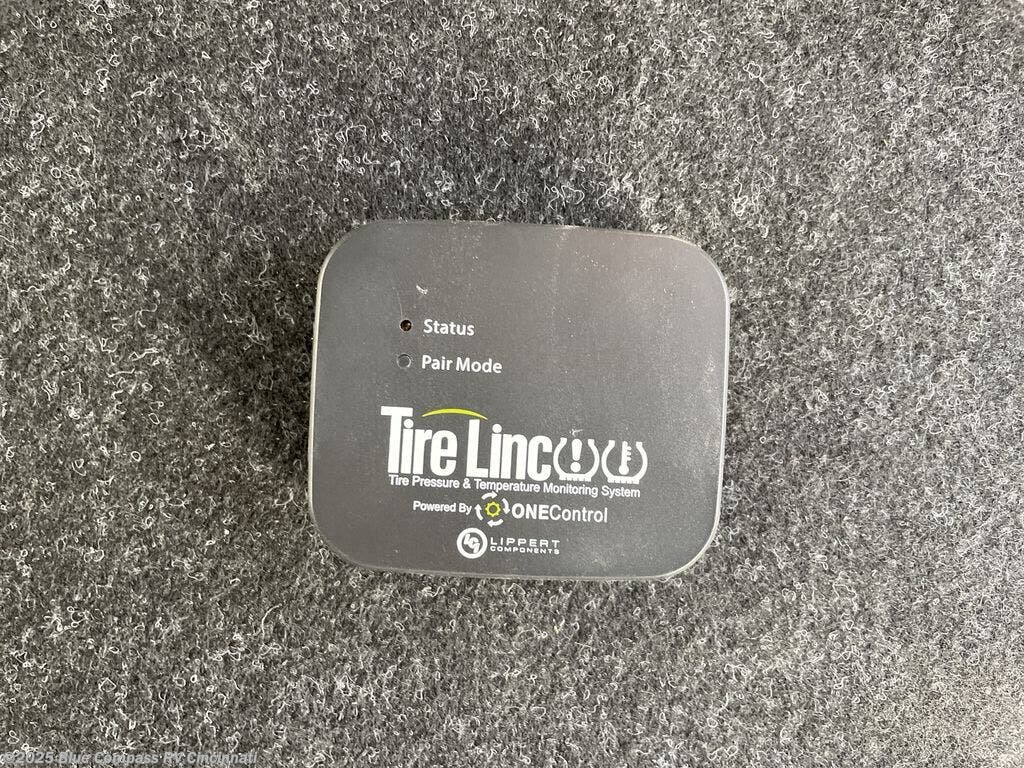 Status
Pair Mode
Tire Linc
Tire Pressure & Temperature Monitoring System
Powered By ONEControl
LCI LIPPERT
COMPONENTS
©2025 Blue Compass RV Cincinnati